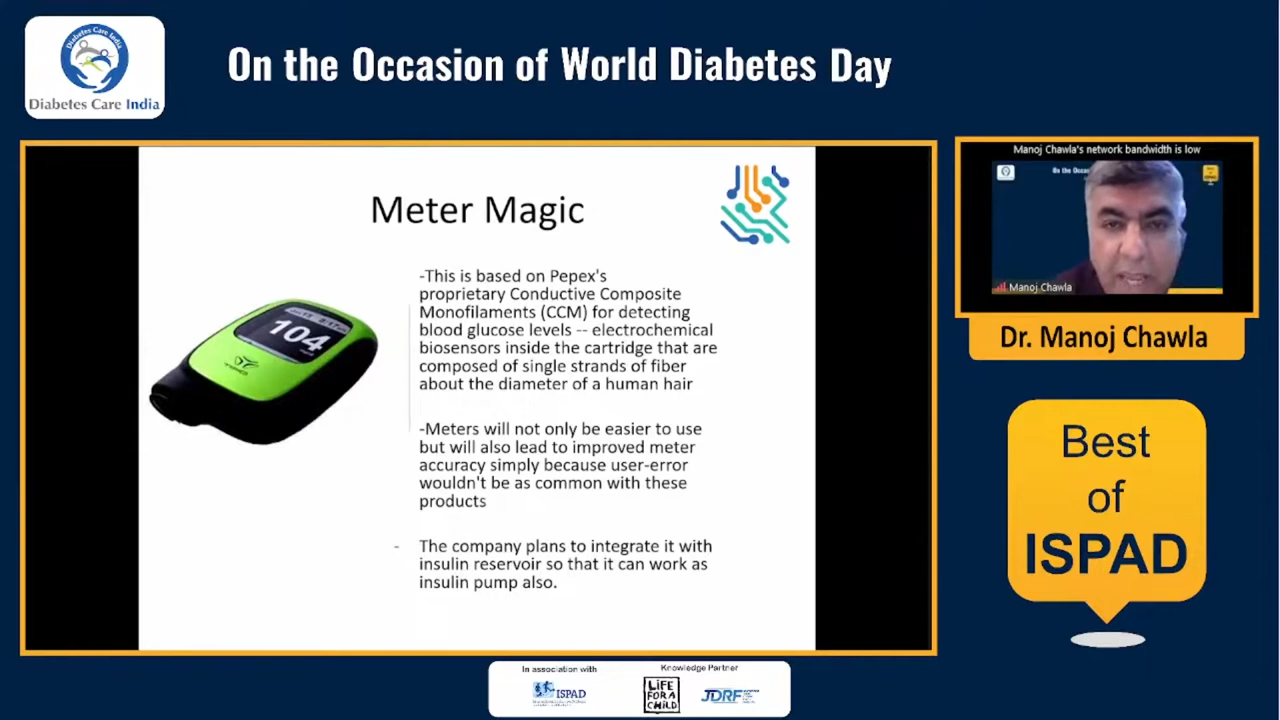 Diabetes Care India
Diabetes Care India
On the Occasion of World Diabetes Day
Meter Magic
104
-This is based on Pepex's
proprietary Conductive Composite
Monofilaments (CCM) for detecting
blood glucose levels -- electrochemical
biosensors inside the cartridge that are
composed of single strands of fiber
about the diameter of a human hair
-Meters will not only be easier to use
but will also lead to improved meter
accuracy simply because user-error
wouldn't be as common with these
products
- The company plans to integrate it with
insulin reservoir so that it can work as
insulin pump also.
Manoj Chawla's network bandwidth is low
On the Occas
Manoj Chawla
Dr. Manoj Chawla
Best
of
ISPAD
In association with
ISPAD
Knowledge Partner
LIFE
FOR A
CHILD
JDRF